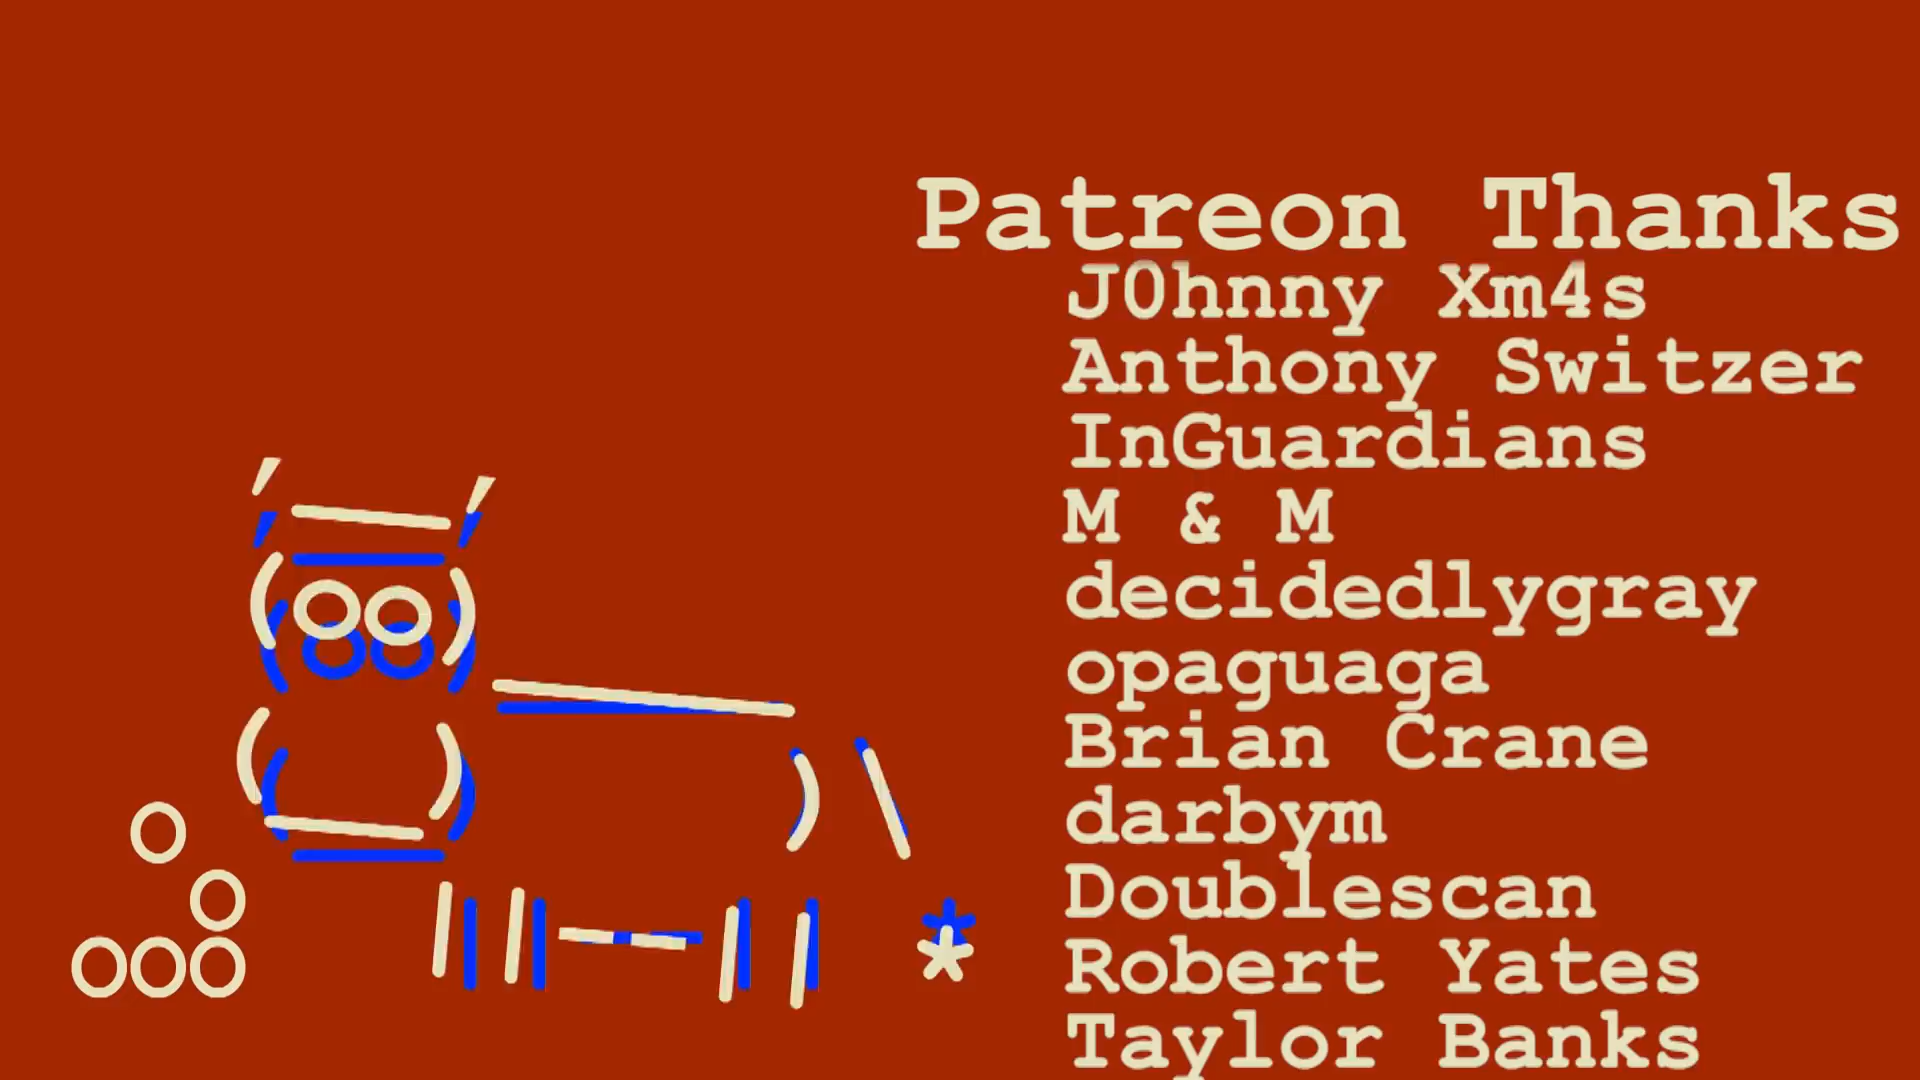 Patreon Thanks
J0hnny Xm4s
Anthony Switzer
InGuardians
M & M
decidedlygray
opaguaga
Brian Crane
darbym
Doublescan
Robert Yates
Taylor Banks